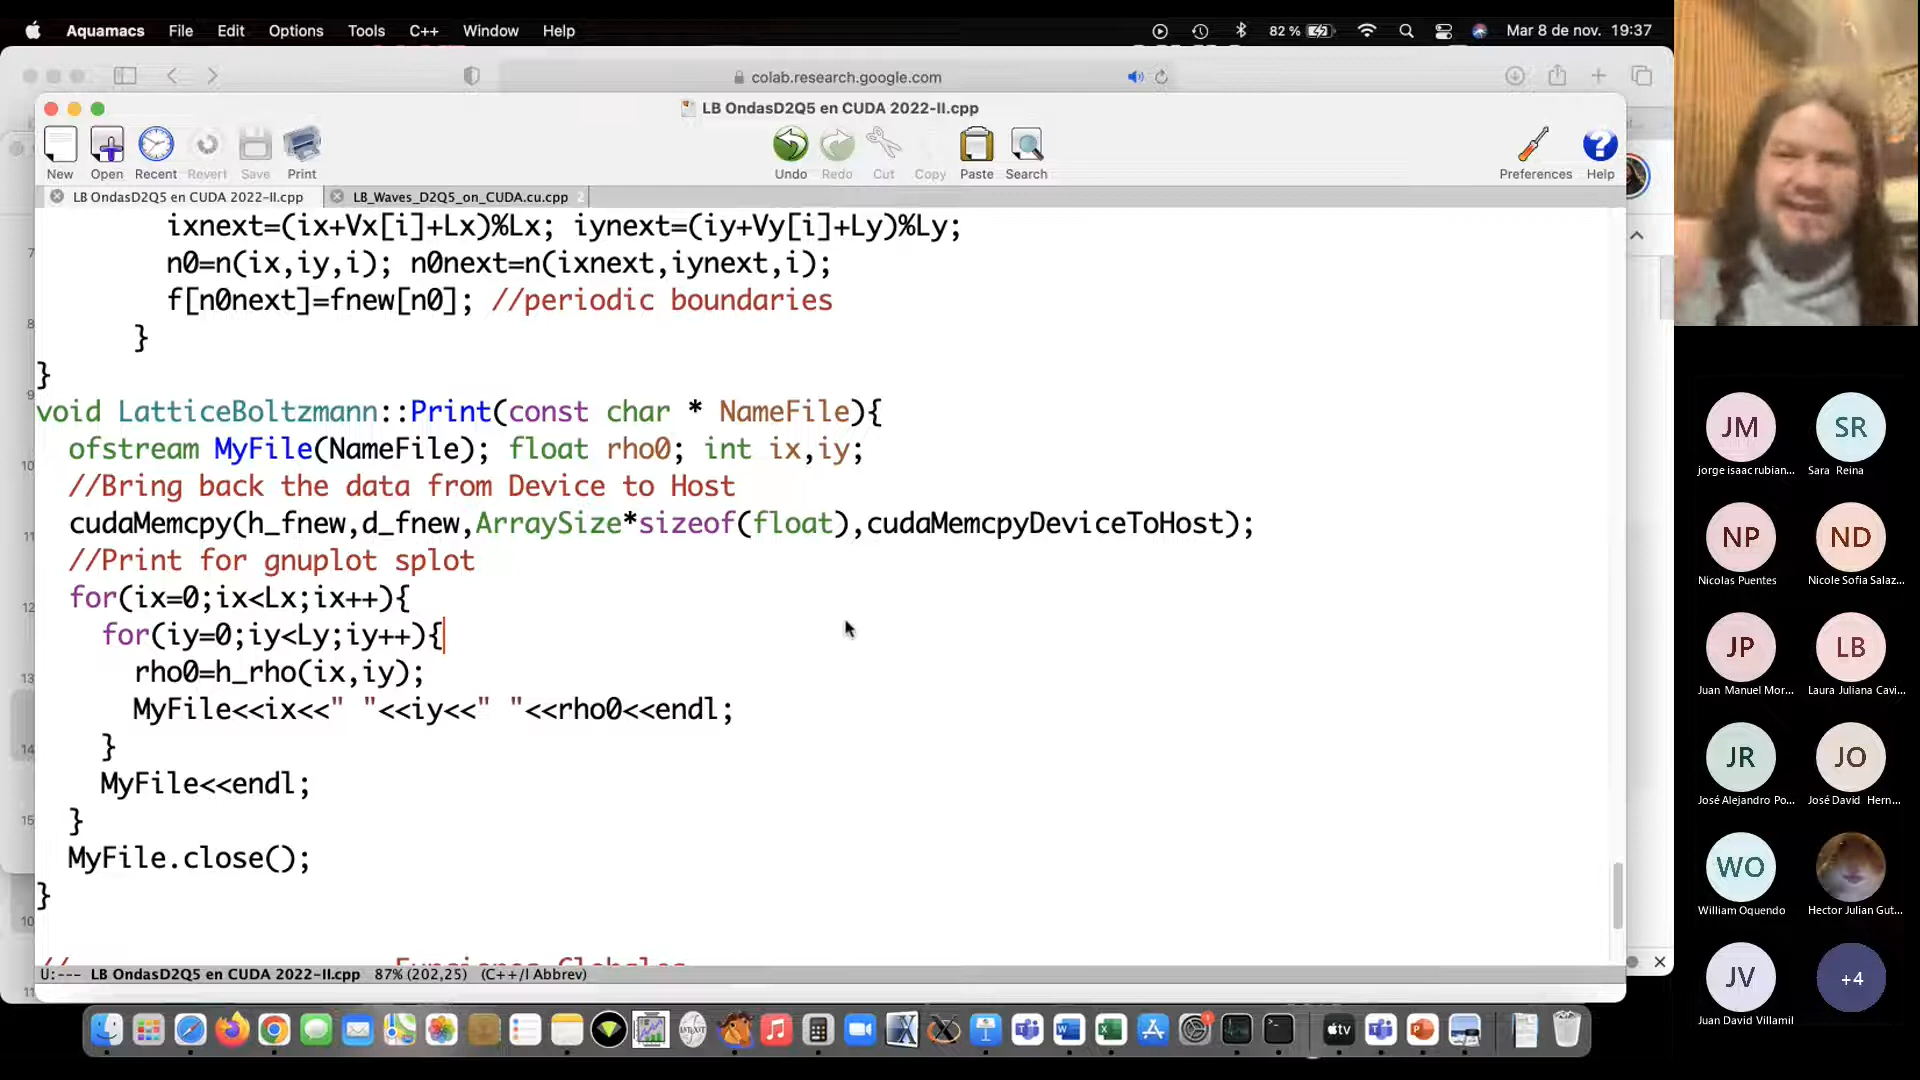 Aquamacs File Edit Options Tools C++ Window Help 82 % Mar 8 de nov. 19:37
colab.research.google.com
LB OndasD2Q5 en CUDA 2022-II.cpp
New Open Recent Revert Save Print Undo Redo Cut Copy Paste Search Preferences Help
LB OndasD2Q5 en CUDA 2022-II.cpp LB_Waves_D2Q5_on_CUDA.cu.cpp 2
ixnext=(ix+Vx[i]+Lx)%Lx; iynext=(iy+Vy[i]+Ly)%Ly;
n0=n(ix,iy,i); n0next=n(ixnext,iynext,i);
f[n0next]=fnew[n0]; //periodic boundaries
}
}
void LatticeBoltzmann::Print(const char * NameFile){
ofstream MyFile(NameFile); float rho0; int ix,iy;
//Bring back the data from Device to Host
cudaMemcpy(h_fnew,d_fnew,ArraySize*sizeof(float),cudaMemcpyDeviceToHost);
//Print for gnuplot splot
for(ix=0;ix<Lx;ix++){
for(iy=0;iy<Ly;iy++){
rho0=h_rho(ix,iy);
MyFile<<ix<<" "<<iy<<" "<<rho0<<endl;
}
MyFile<<endl;
}
MyFile.close();
}
U:--- LB OndasD2Q5 en CUDA 2022-II.cpp 87% (202,25) (C++/l Abbrev)
JM SR
jorge isaac rubian... Sara Reina
NP ND
Nicolas Puentes Nicole Sofia Salaz...
JP LB
Juan Manuel Mor... Laura Juliana Cavi...
JR JO
José Alejandro Po... José David Hern...
WO
William Oquendo Hector Julian Gut...
JV +4
Juan David Villamil
tv